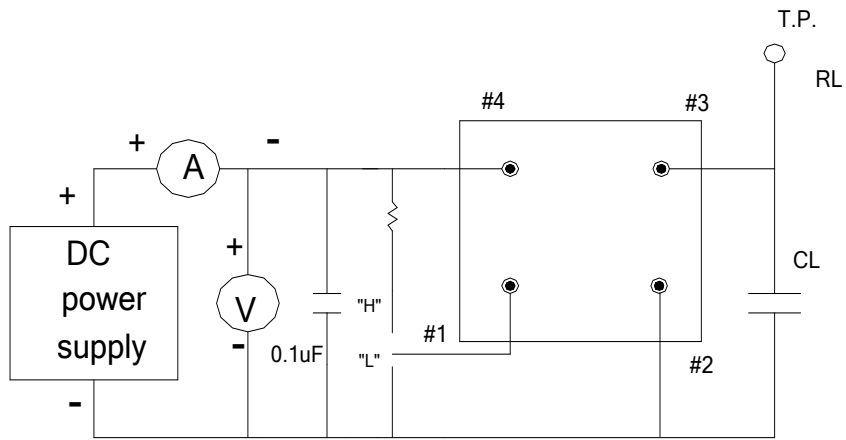 T.P.
RL
#4
#3
+
-
A
+
+
DC
power
supply
+
V
-
0.1uF
"H"
"L"
#1
#2
CL
-